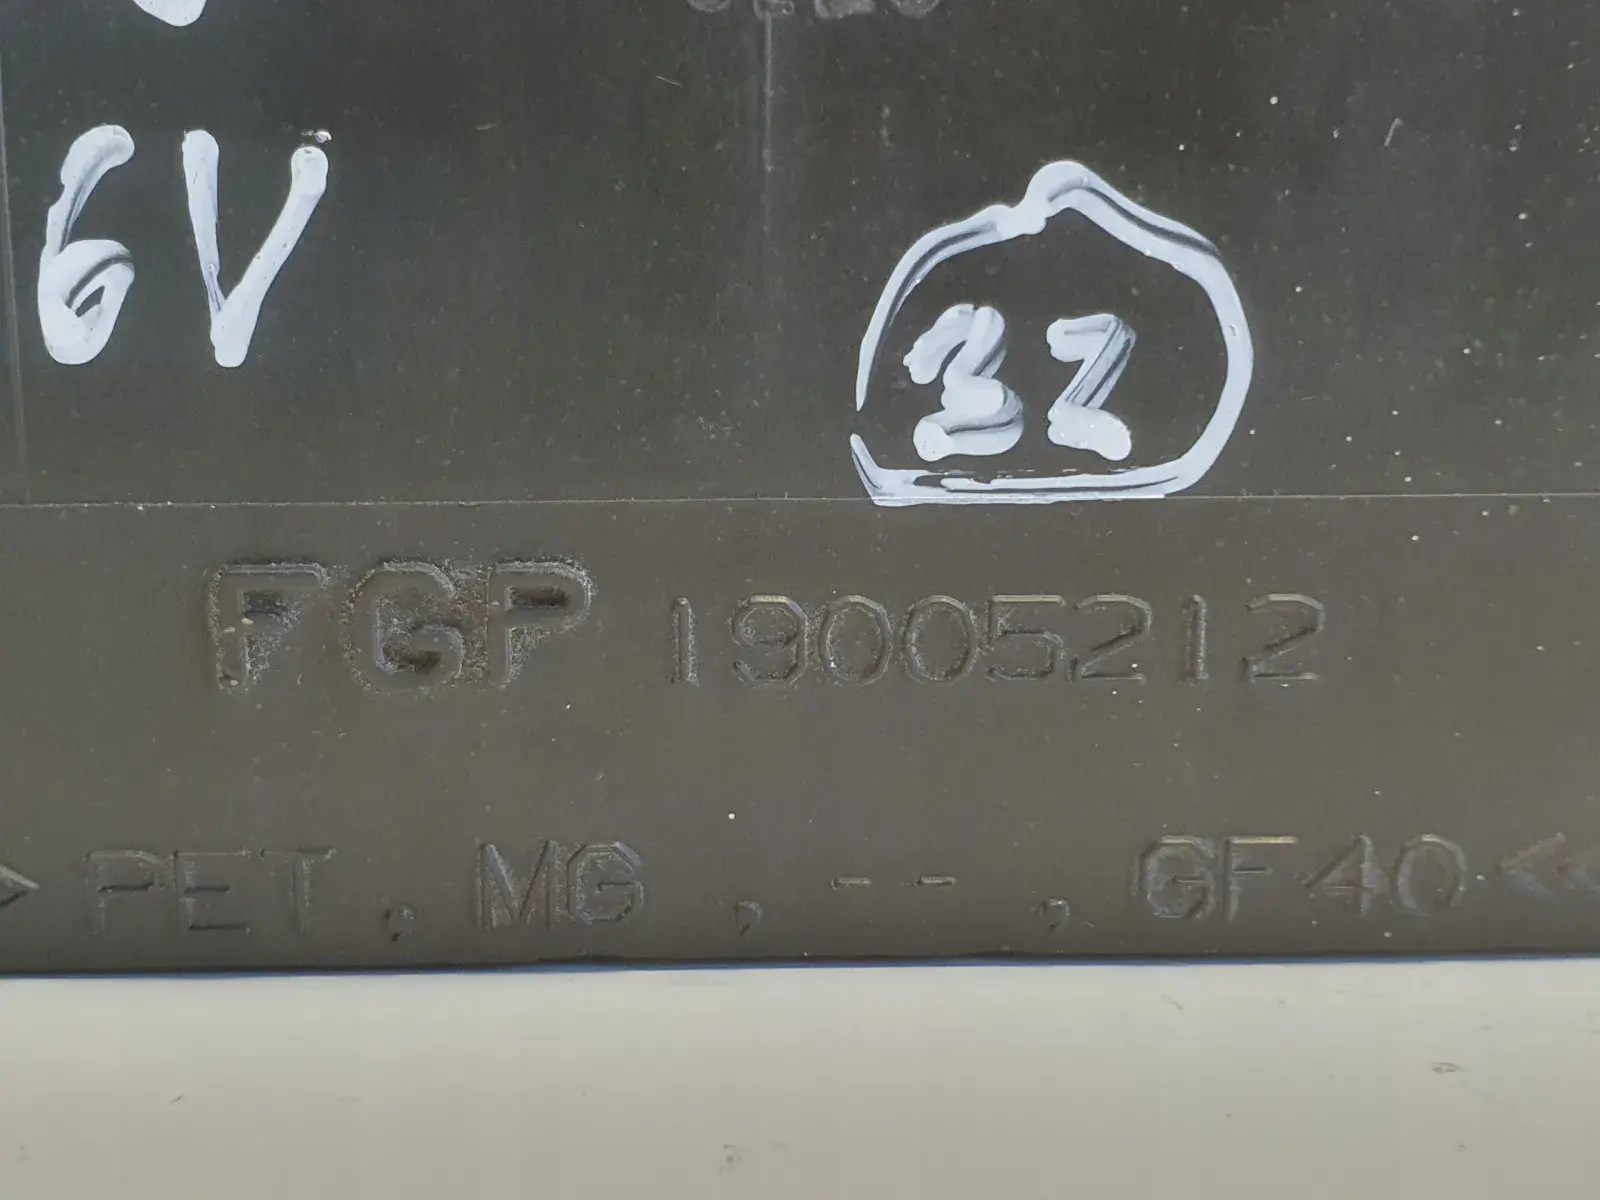 6V
32
FGP 19005212
> PET, MG , -- , GF40 <<